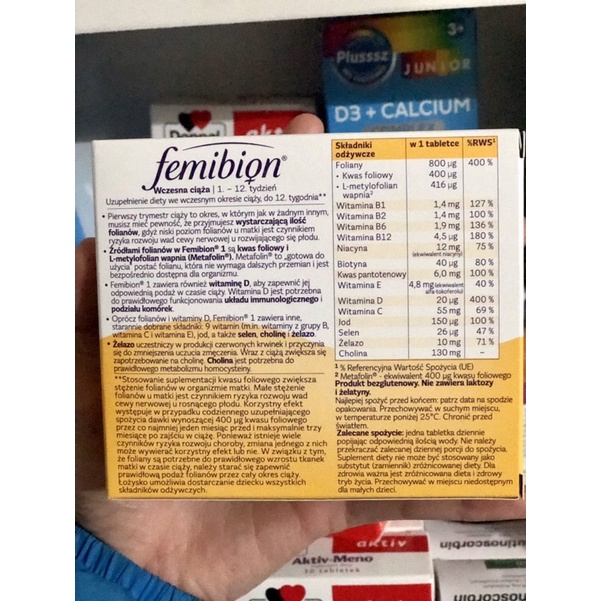 Plusssz
3+
JUNIOR
D3 + CALCIUM
femibion®
Wczesna ciąża | 1. – 12. tydzień
Uzupełnienie diety we wczesnym okresie ciąży, do 12. tygodnia**
• Pierwszy trymestr ciąży to okres, w którym jak w żadnym innym,
musisz mieć pewność, że przyjmujesz wystarczającą ilość
folianów, gdyż niski poziom folianów u matki jest czynnikiem
ryzyka rozwoju wad cewy nerwowej u rozwijającego się płodu.
• Źródłami folianów w Femibion® 1 są kwas foliowy i
L-metylofolian wapnia (Metafolin®). Metafolin® to „gotowa do
użycia” postać folianu, która nie wymaga dalszych przemian i jest
bezpośrednio dostępna dla organizmu.
• Femibion® 1 zawiera również witaminę D, aby zapewnić jej
odpowiednią podaż w czasie ciąży. Witamina D jest potrzebna
do prawidłowego funkcjonowania układu immunologicznego i
podziału komórek.
• Oprócz folianów i witaminy D, Femibion® 1 zawiera inne,
starannie dobrane składniki: 9 witamin (m.in. witaminy z grupy B,
witamina C i witamina E), jod, a także selen, cholinę i żelazo.
• Żelazo uczestniczy w produkcji czerwonych krwinek i przyczynia
się do zmniejszenia uczucia zmęczenia. Wraz z ciążą zwiększa się
zapotrzebowanie na cholinę. Cholina jest potrzebna do
prawidłowego metabolizmu homocysteiny.
**Stosowanie suplementacji kwasu foliowego zwiększa
stężenie folianów w organizmie matki. Małe stężenie
folianów u matki jest czynnikiem ryzyka rozwoju wad
cewy nerwowej u rosnącego płodu. Korzystny efekt
występuje w przypadku codziennego uzupełniającego
spożycia dawki wynoszącej 400 µg kwasu foliowego
przez co najmniej jeden miesiąc przed i maksymalnie trzy
miesiące po zajściu w ciążę. Ponieważ istnieje wiele
czynników ryzyka rozwoju choroby, zmiana jednego z nich
może wywierać korzystny efekt lub nie. W związku z tym,
że foliany są potrzebne do prawidłowego wzrostu tkanek
matki w czasie ciąży, należy starać się zapewnić
prawidłową podaż folianów przez cały okres ciąży.
Łożysko umożliwia dostarczanie dziecku wszystkich
składników odżywczych.
Składniki odżywcze w 1 tabletce %RWS¹
Foliany 800 µg 400 %
• Kwas foliowy 400 µg
• L-metylofolian 416 µg
wapnia²
Witamina B1 1,4 mg 127 %
Witamina B2 1,4 mg 100 %
Witamina B6 1,9 mg 136 %
Witamina B12 4,5 µg 180 %
Niacyna 12 mg 75 %
(ekwiwalent niacyny)
Biotyna 40 µg 80 %
Kwas pantotenowy 6,0 mg 100 %
Witamina E 4,8 mg (ekwiwalent 40 %
alfa-tokoferolu)
Witamina D 20 µg 400 %
Witamina C 55 mg 69 %
Jod 150 µg 100 %
Selen 26 µg 47 %
Żelazo 10 mg 71 %
Cholina 130 mg –
¹ % Referencyjna Wartość Spożycia (UE)
² Metafolin® - ekwiwalent 400 µg kwasu foliowego
Produkt bezglutenowy. Nie zawiera laktozy
i żelatyny.
Najlepiej spożyć przed końcem: patrz data na spodzie
opakowania. Przechowywać w suchym miejscu,
w temperaturze poniżej 25°C. Chronić przed
światłem.
Zalecane spożycie: jedna tabletka dziennie
popijając odpowiednią ilością wody. Nie należy
przekraczać zalecanej dziennej porcji do spożycia.
Suplement diety nie może być stosowany jako
substytut (zamiennik) zróżnicowanej diety. Dla
zdrowia ważna jest zróżnicowana dieta i zdrowy
tryb życia. Przechowywać w miejscu niedostępnym
dla małych dzieci.
aktiv
Aktiv-Meno
30 tabletek